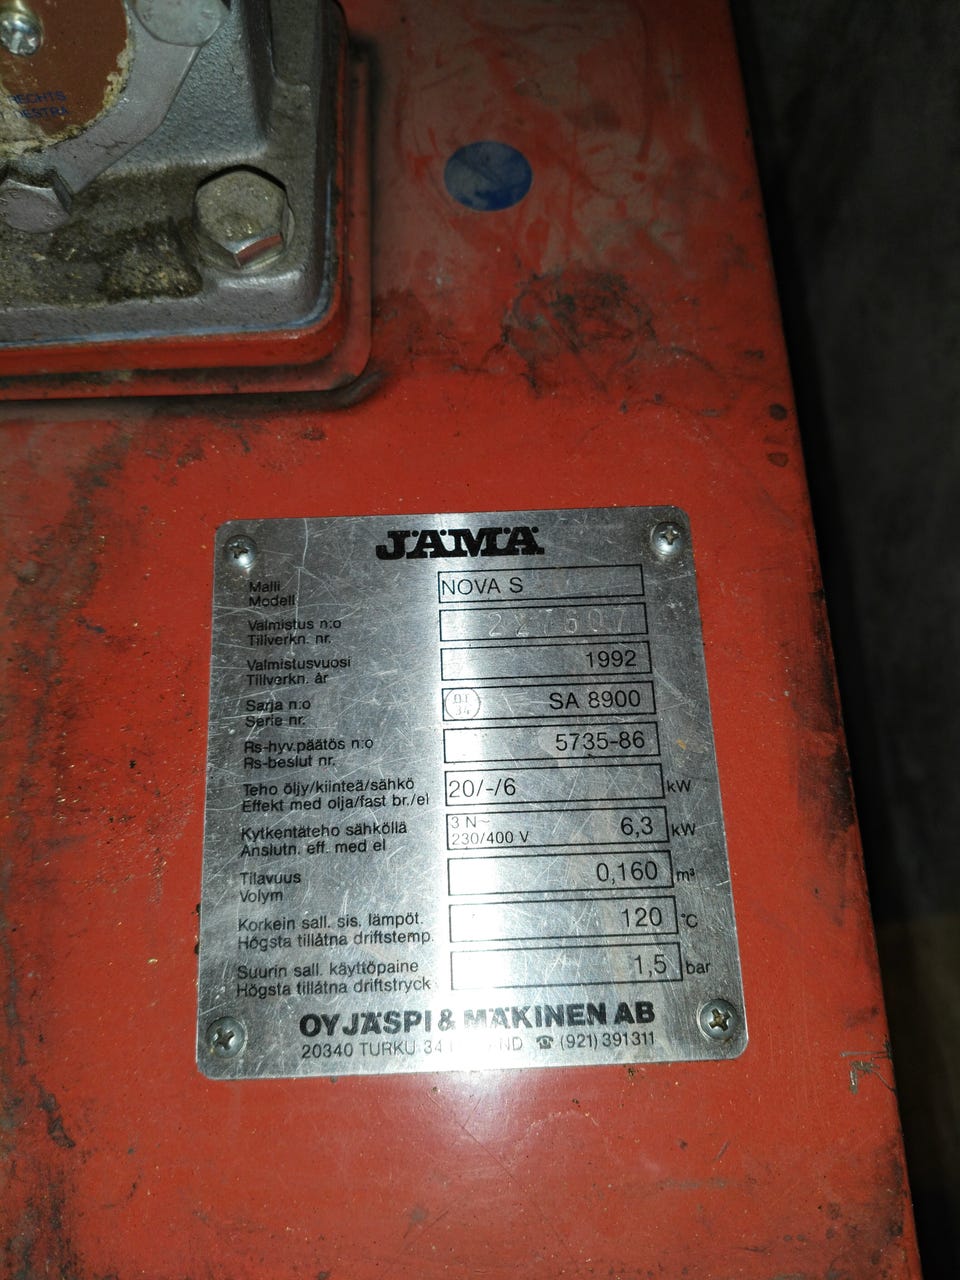 RECHTS
DESTRA
JÄMÄ
Malli
Modell
NOVA S
Valmistus n:o
Tillverkn. nr.
227607
Valmistusvuosi
Tillverkn. år
1992
Sarja n:o
Serie nr.
SA 8900
Rs-hyv.päätös n:o
Rs-beslut nr.
5735-86
Teho öljy/kiinteä/sähkö
Effekt med olja/fast br./el
20/-/6 kW
Kytkentäteho sähköllä
Anslutn. eff. med el
3 N~
230/400 V
6,3 kW
Tilavuus
Volym
0,160 m³
Korkein sall. sis. lämpöt.
Högsta tillåtna driftstemp.
120 °C
Suurin sall. käyttöpaine
Högsta tillåtna driftstryck
1,5 bar
OY JÄSPI & MÄKINEN AB
20340 TURKU 34 ☎ (921) 391311